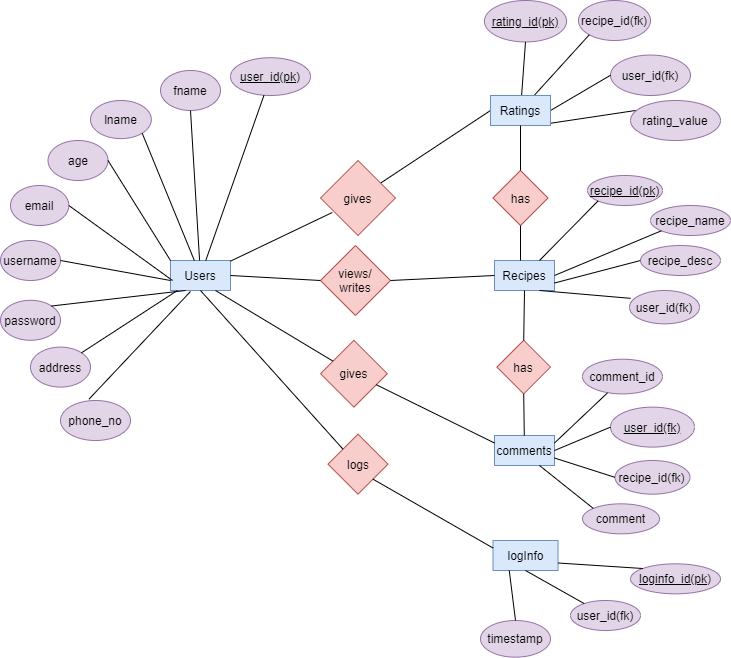 rating_id(pk)
recipe_id(fk)
user_id(fk)
rating_value
Ratings
user_id(pk)
fname
lname
age
email
username
password
address
phone_no
Users
gives
has
views/
writes
Recipes
recipe_id(pk)
recipe_name
recipe_desc
user_id(fk)
gives
has
comment_id
user_id(fk)
recipe_id(fk)
comment
comments
logs
logInfo
loginfo_id(pk)
user_id(fk)
timestamp